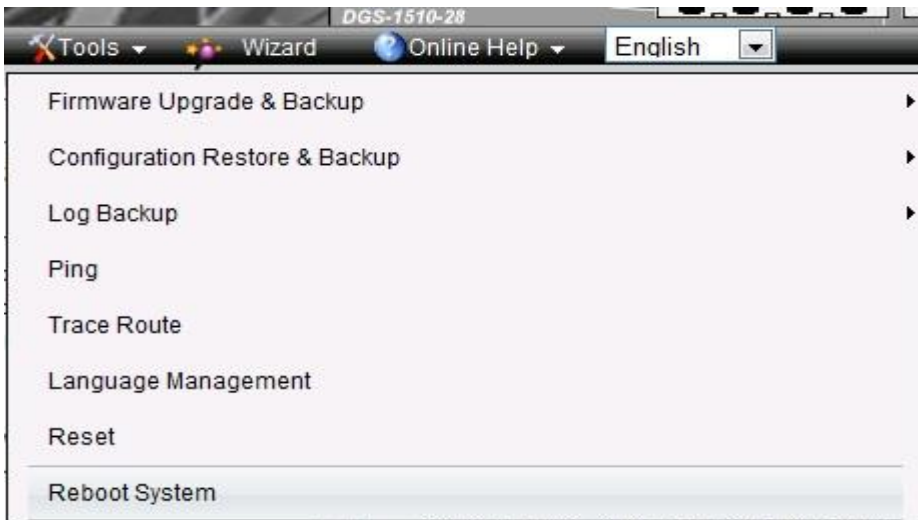 DGS-1510-28
Tools Wizard Online Help English
Firmware Upgrade & Backup
Configuration Restore & Backup
Log Backup
Ping
Trace Route
Language Management
Reset
Reboot System